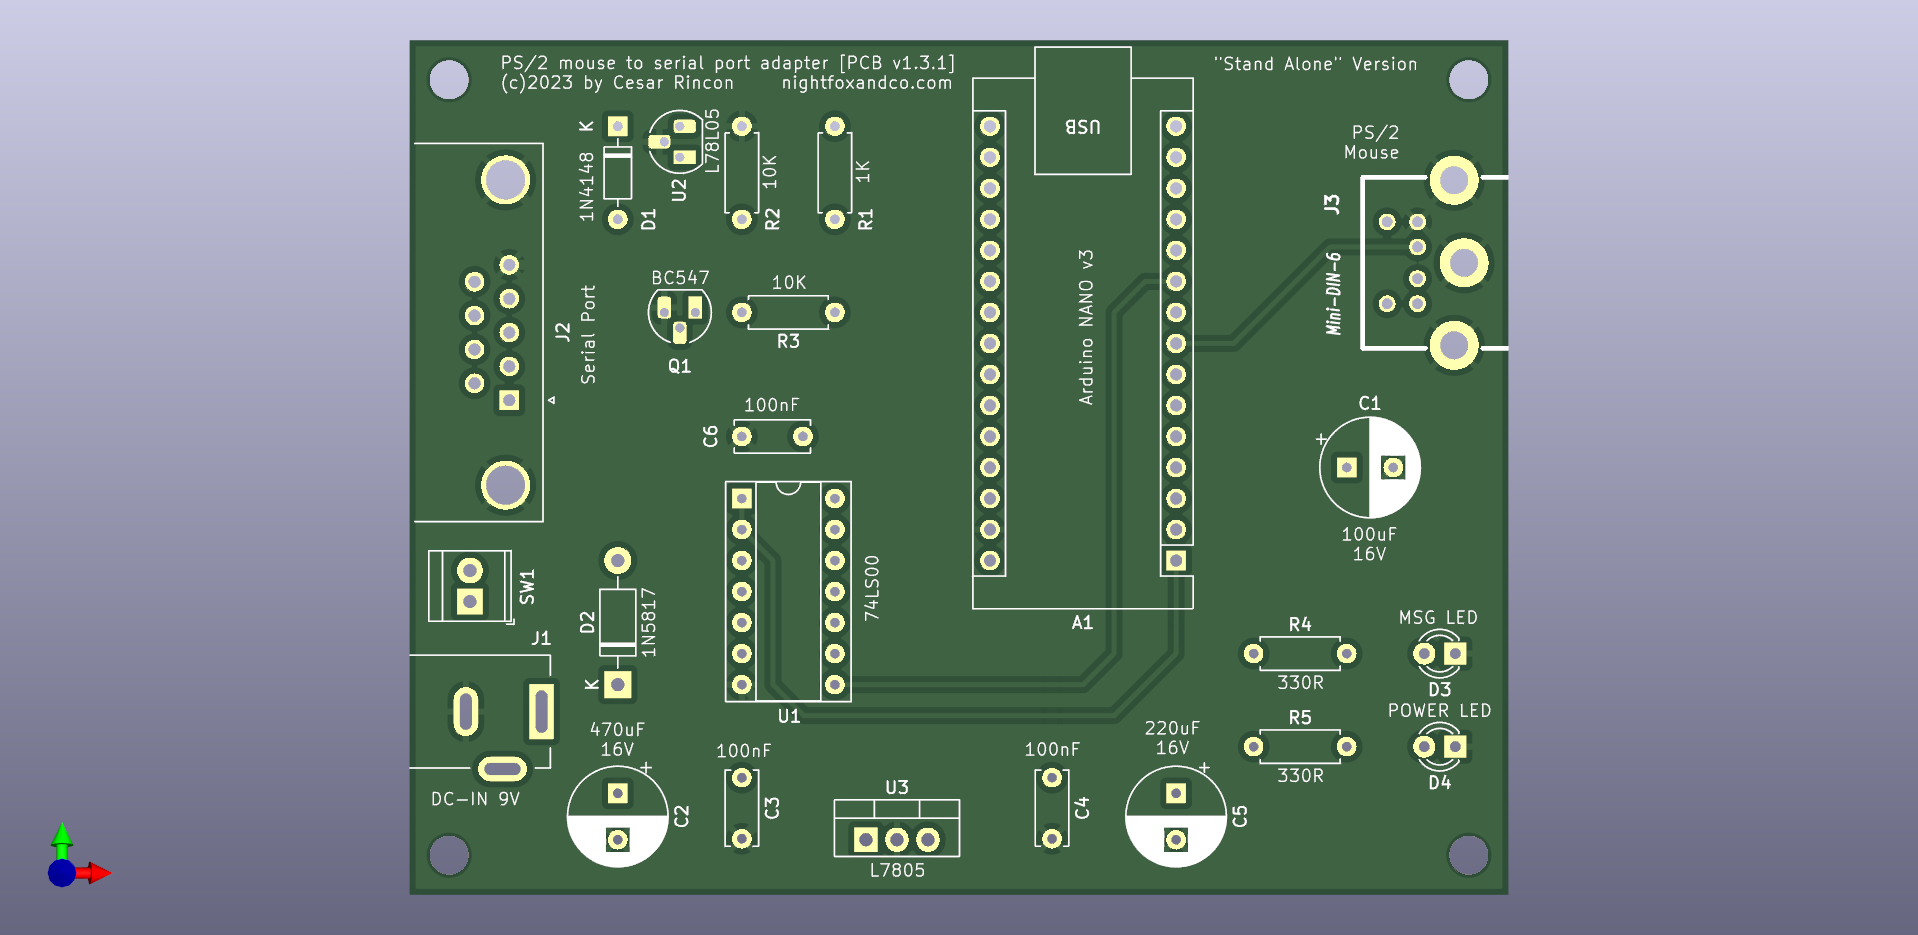 PS/2 mouse to serial port adapter [PCB v1.3.1]
(c)2023 by Cesar Rincon nightfoxandco.com
"Stand Alone" Version
K
1N4148
D1
L78L05
U2
10K
R2
1K
R1
USB
Arduino NANO v3
A1
PS/2
Mouse
J3
Mini-DIN-6
J2
Serial Port
BC547
Q1
10K
R3
100nF
C6
C1
+
100uF
16V
SW1
J1
DC-IN 9V
D2
1N5817
K
74LS00
U1
470uF
16V
+
C2
100nF
C3
U3
L7805
100nF
C4
220uF
16V
+
C5
R4
330R
R5
330R
MSG LED
D3
POWER LED
D4